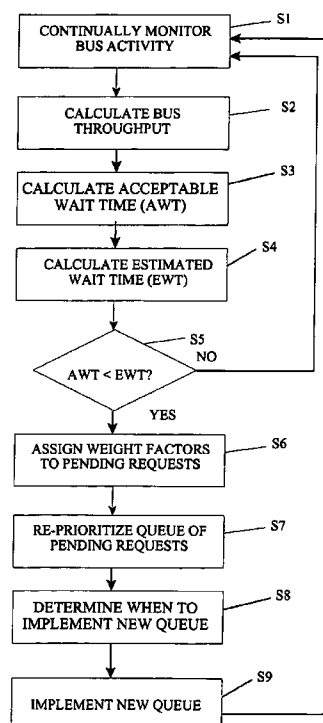 CONTINUALLY MONITOR
BUS ACTIVITY
S1
CALCULATE BUS
THROUGHPUT
S2
CALCULATE ACCEPTABLE
WAIT TIME (AWT)
S3
CALCULATE ESTIMATED
WAIT TIME (EWT)
S4
AWT < EWT?
S5
NO
YES
ASSIGN WEIGHT FACTORS
TO PENDING REQUESTS
S6
RE-PRIORITIZE QUEUE OF
PENDING REQUESTS
S7
DETERMINE WHEN TO
IMPLEMENT NEW QUEUE
S8
IMPLEMENT NEW QUEUE
S9